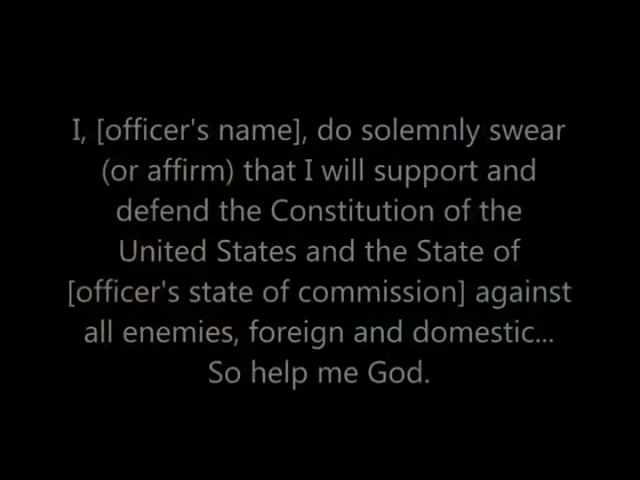 I, [officer's name], do solemnly swear
(or affirm) that I will support and
defend the Constitution of the
United States and the State of
[officer's state of commission] against
all enemies, foreign and domestic...
So help me God.